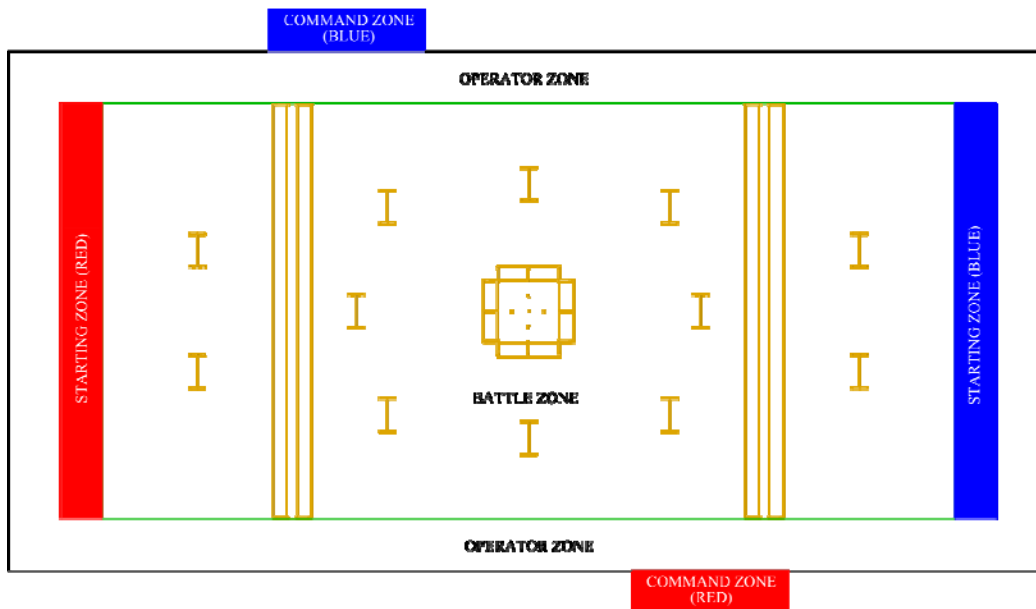 COMMAND ZONE
(BLUE)
OPERATOR ZONE
STARTING ZONE (RED)
STARTING ZONE (BLUE)
BATTLE ZONE
OPERATOR ZONE
COMMAND ZONE
(RED)